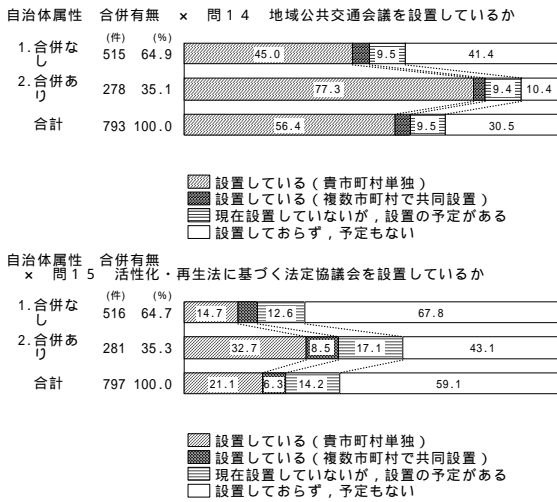 自治体属性 合併有無 × 問14 地域公共交通会議を設置しているか
(件) (%)
1.合併なし 515 64.9 45.0 9.5 41.4
2.合併あり 278 35.1 77.3 9.4 10.4
合計 793 100.0 56.4 9.5 30.5
設置している(貴市町村単独)
設置している(複数市町村で共同設置)
現在設置していないが,設置の予定がある
設置しておらず,予定もない
自治体属性 合併有無
× 問15 活性化・再生法に基づく法定協議会を設置しているか
(件) (%)
1.合併なし 516 64.7 14.7 12.6 67.8
2.合併あり 281 35.3 32.7 8.5 17.1 43.1
合計 797 100.0 21.1 6.3 14.2 59.1
設置している(貴市町村単独)
設置している(複数市町村で共同設置)
現在設置していないが,設置の予定がある
設置しておらず,予定もない